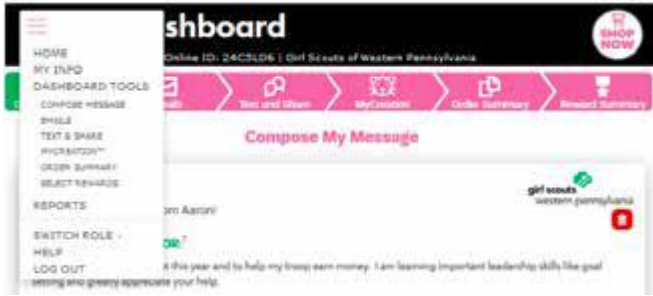 shboard
SHOP
NOW
Online ID: 24CSLD6 | Girl Scouts of Western Pennsylvania
HOME
MY INFO
DASHBOARD TOOLS
COMPOSE MESSAGE
EMAILS
TEXT & SHARE
MYCREATION™
ORDER SUMMARY
SELECT REWARDS
REPORTS
SWITCH ROLE -
HELP
LOG OUT
Text and Share
MyCreation
Order Summary
Reward Summary
Compose My Message
girl scouts
western pennsylvania
om Aaron!
OR
t this year and to help my troop earn money. I am learning important leadership skills like goal
setting and greatly appreciate your help.